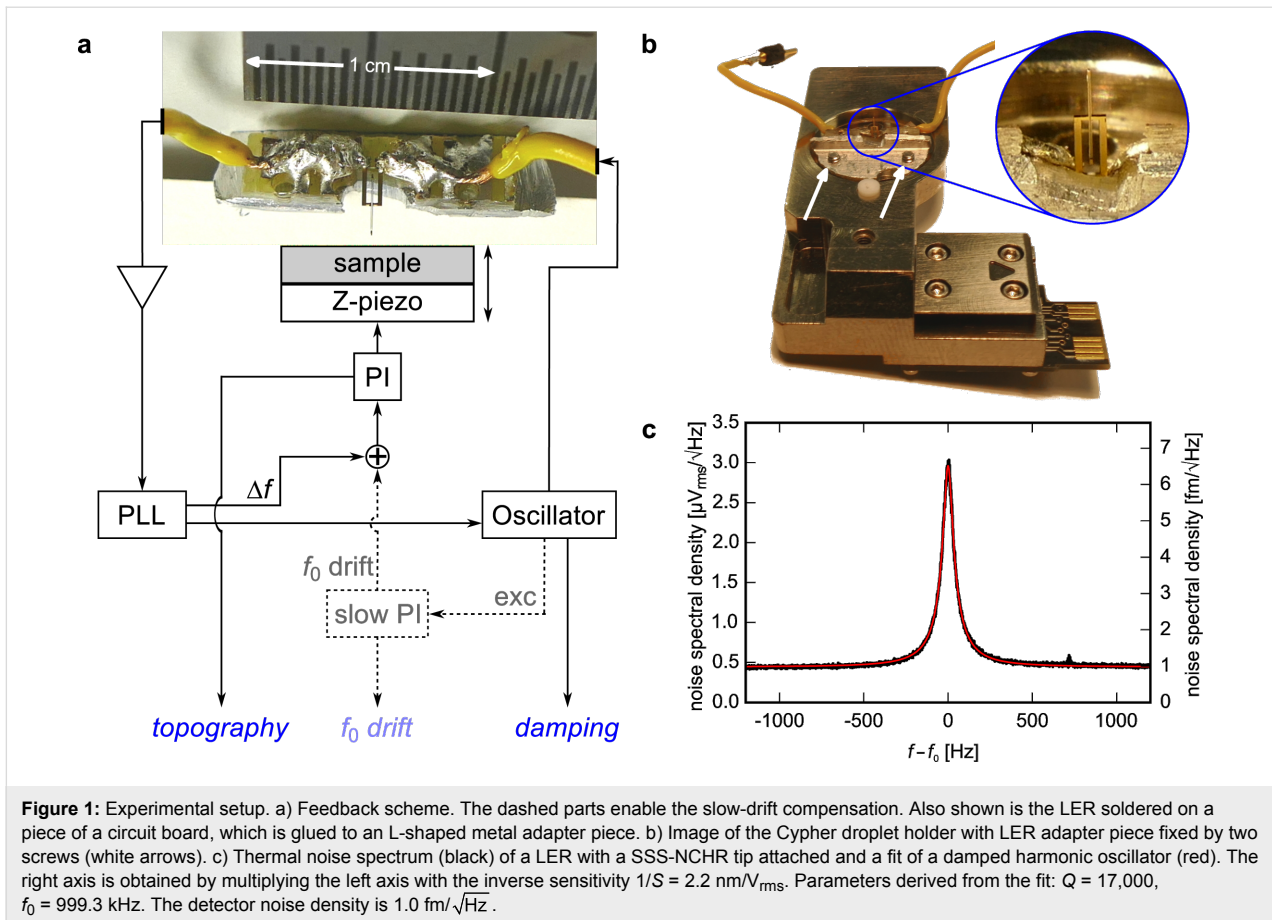 a
1 cm
sample
Z-piezo
PI
Δf
PLL
Oscillator
f₀ drift
exc
slow PI
topography
f₀ drift
damping
b
c
noise spectral density [µVrms/√Hz]
3.5
3.0
2.5
2.0
1.5
1.0
0.5
0.0
7
6
5
4
3
2
1
0
noise spectral density [fm/√Hz]
-1000 -500 0 500 1000
f – f₀ [Hz]
Figure 1: Experimental setup. a) Feedback scheme. The dashed parts enable the slow-drift compensation. Also shown is the LER soldered on a
piece of a circuit board, which is glued to an L-shaped metal adapter piece. b) Image of the Cypher droplet holder with LER adapter piece fixed by two
screws (white arrows). c) Thermal noise spectrum (black) of a LER with a SSS-NCHR tip attached and a fit of a damped harmonic oscillator (red). The
right axis is obtained by multiplying the left axis with the inverse sensitivity 1/S = 2.2 nm/Vrms. Parameters derived from the fit: Q = 17,000,
f₀ = 999.3 kHz. The detector noise density is 1.0 fm/√Hz .